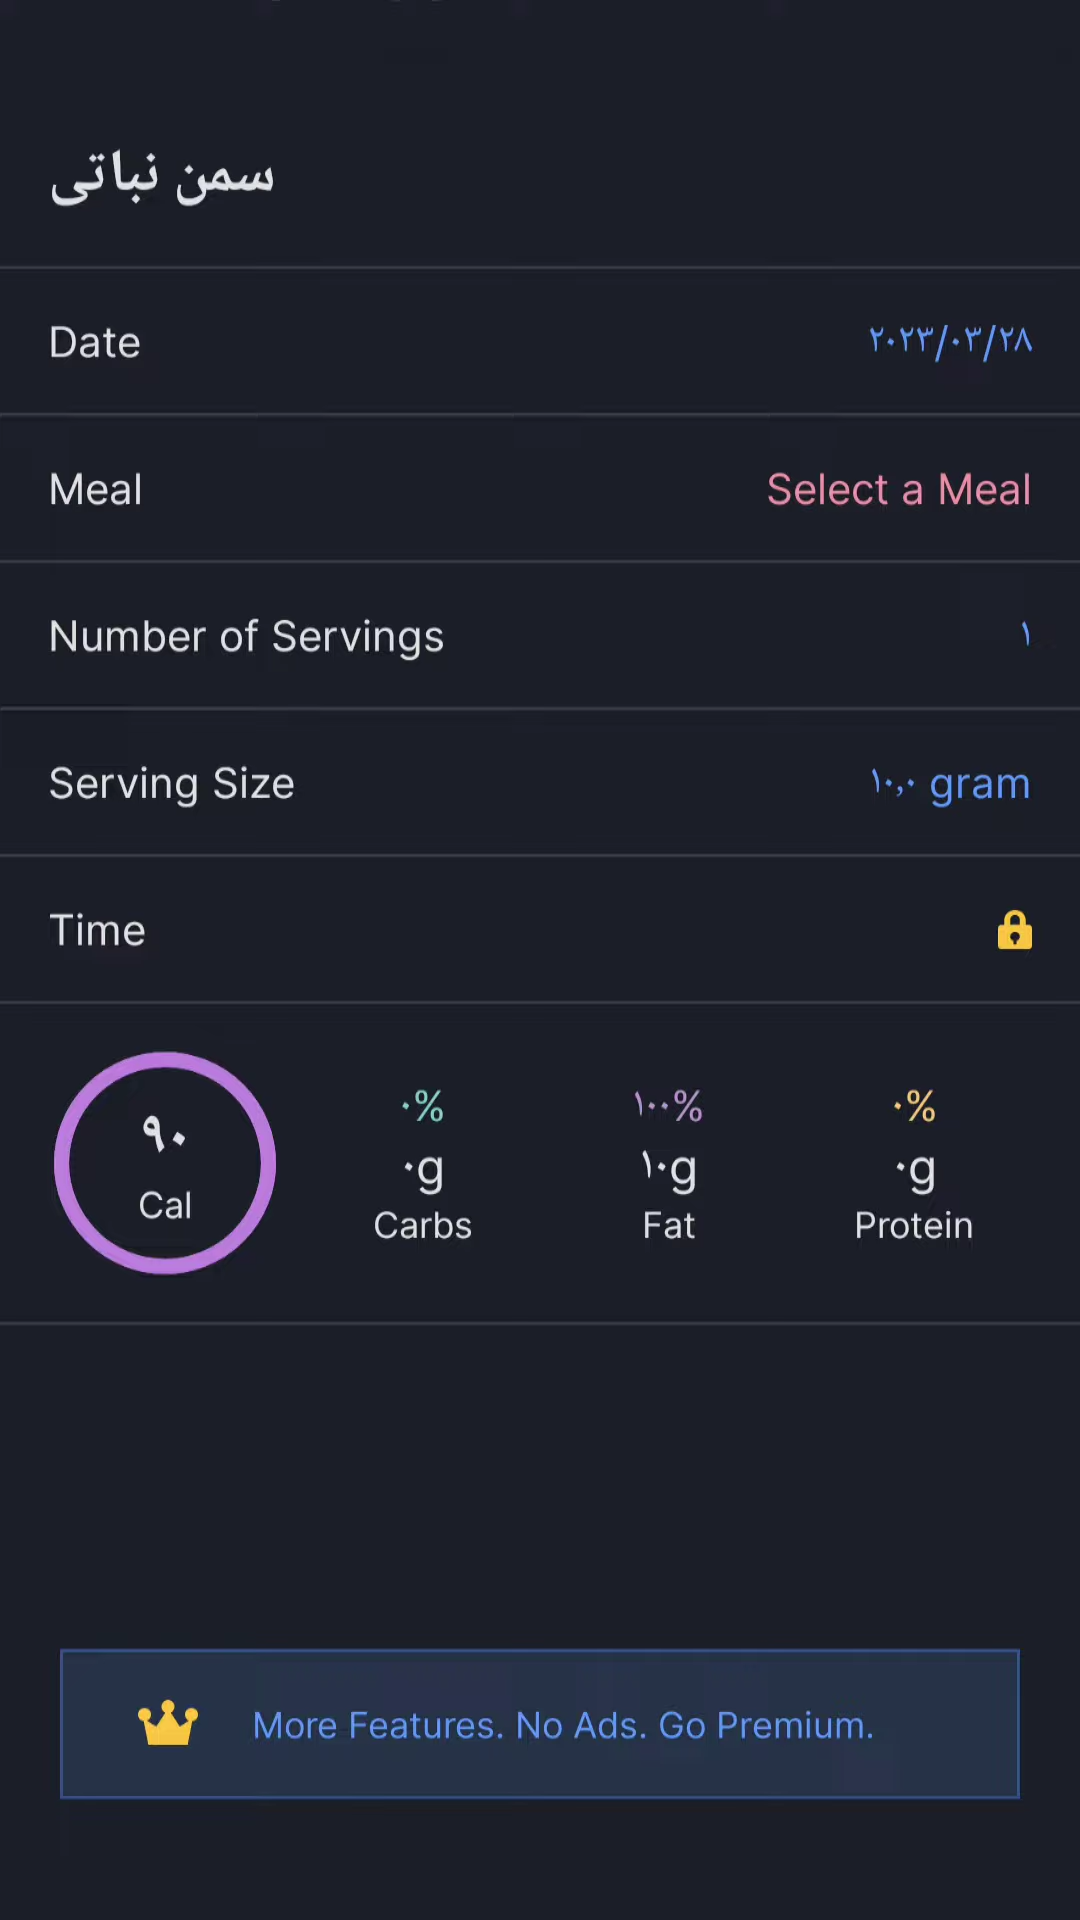 سمن نباتی
Date ۲۰۲۳/۰۳/۲۸
Meal Select a Meal
Number of Servings ۱
Serving Size ۱۰,۰ gram
Time
۹۰
Cal
۰%
۰g
Carbs
۱۰۰%
۱۰g
Fat
۰%
۰g
Protein
More Features. No Ads. Go Premium.